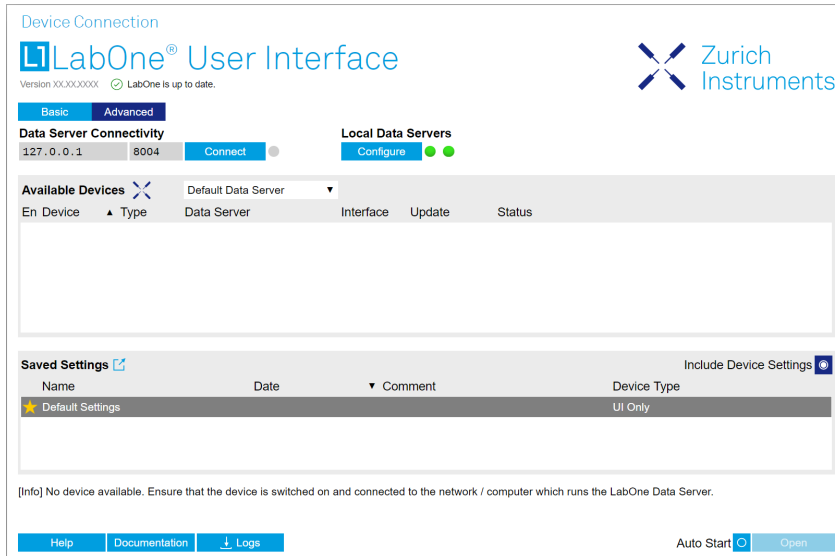 Device Connection
L1 LabOne® User Interface
Zurich
Instruments
Version XX.XX.XXXX LabOne is up to date.
Basic Advanced
Data Server Connectivity Local Data Servers
127.0.0.1 8004 Connect Configure
Available Devices Default Data Server ▼
En Device ▲ Type Data Server Interface Update Status
Saved Settings Include Device Settings
Name Date ▼ Comment Device Type
Default Settings UI Only
[Info] No device available. Ensure that the device is switched on and connected to the network / computer which runs the LabOne Data Server.
Help Documentation Logs Auto Start Open